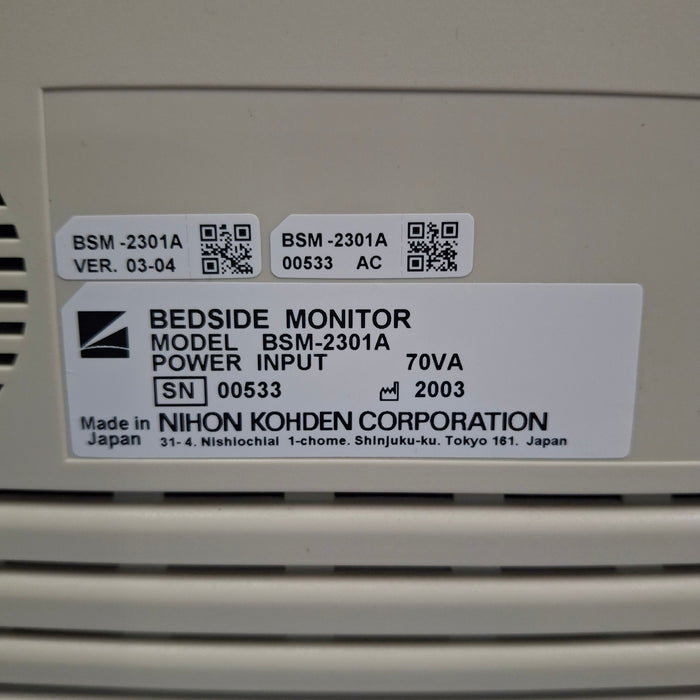 BSM-2301A
VER. 03-04
BSM-2301A
00533 AC
BEDSIDE MONITOR
MODEL BSM-2301A
POWER INPUT 70VA
SN 00533 2003
Made in Japan
NIHON KOHDEN CORPORATION
31-4. Nishiochiai 1-chome. Shinjuku-ku. Tokyo 161. Japan